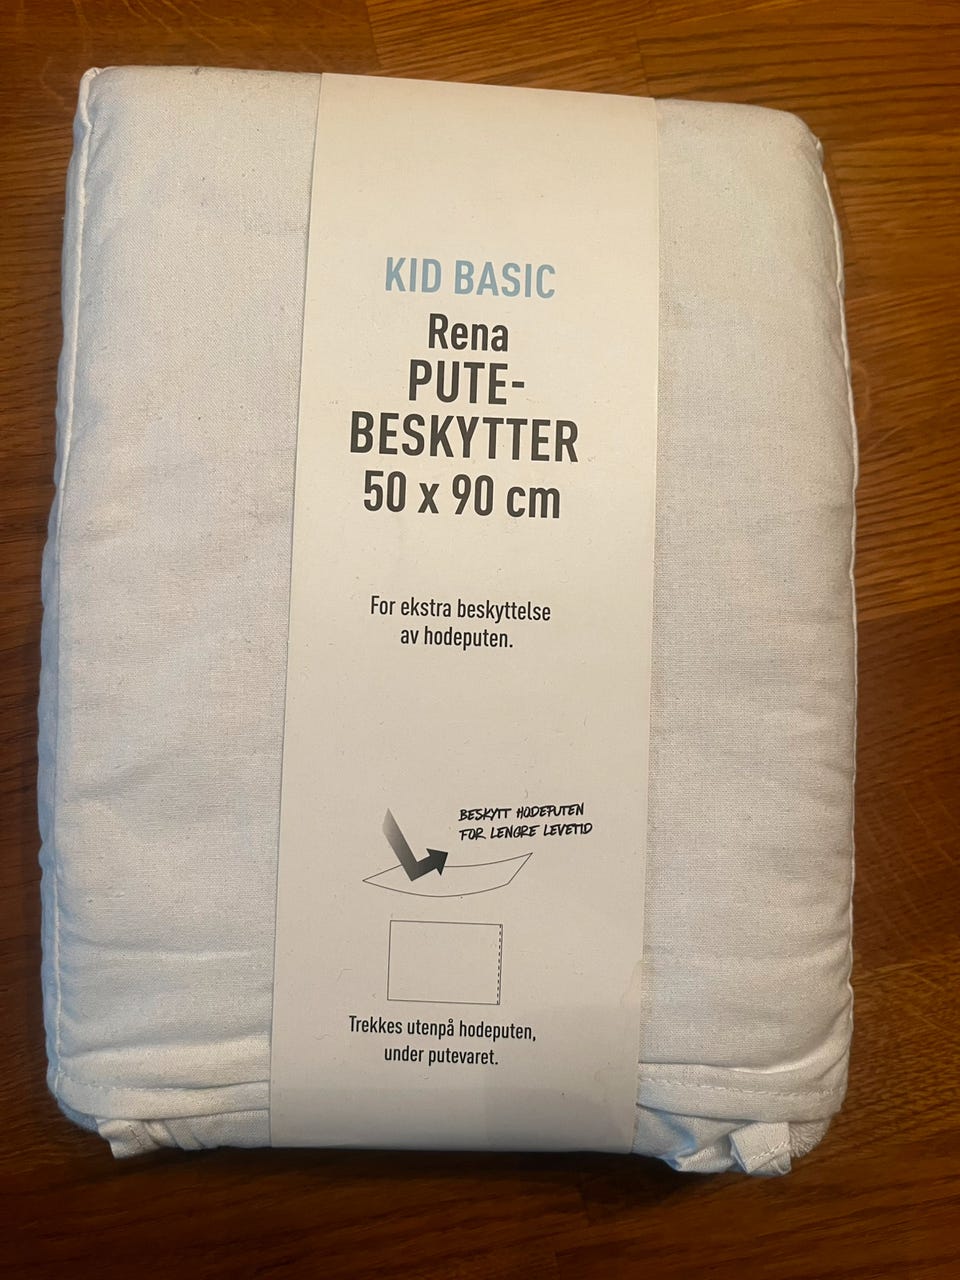 KID BASIC
Rena
PUTE-
BESKYTTER
50 x 90 cm
For ekstra beskyttelse
av hodeputen.
BESKYTT HODEPUTEN
FOR LENGRE LEVETID
Trekkes utenpå hodeputen,
under putevaret.